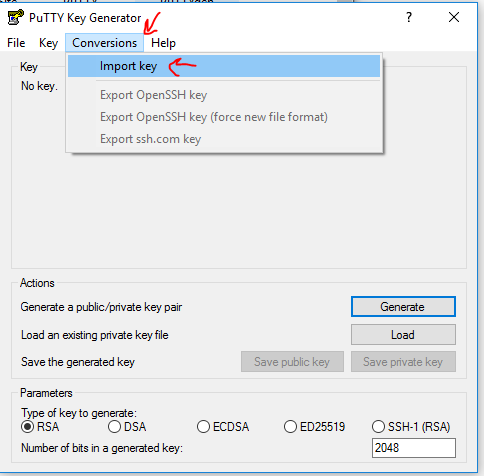 PuTTY Key Generator
File Key Conversions Help
Import key
Export OpenSSH key
Export OpenSSH key (force new file format)
Export ssh.com key
Key
No key.
Actions
Generate a public/private key pair Generate
Load an existing private key file Load
Save the generated key Save public key Save private key
Parameters
Type of key to generate:
RSA DSA ECDSA ED25519 SSH-1 (RSA)
Number of bits in a generated key: 2048